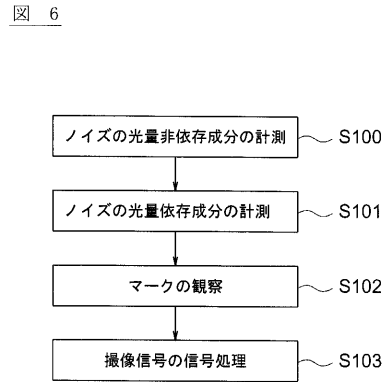 図 6
ノイズの光量非依存成分の計測 S100
ノイズの光量依存成分の計測 S101
マークの観察 S102
撮像信号の信号処理 S103